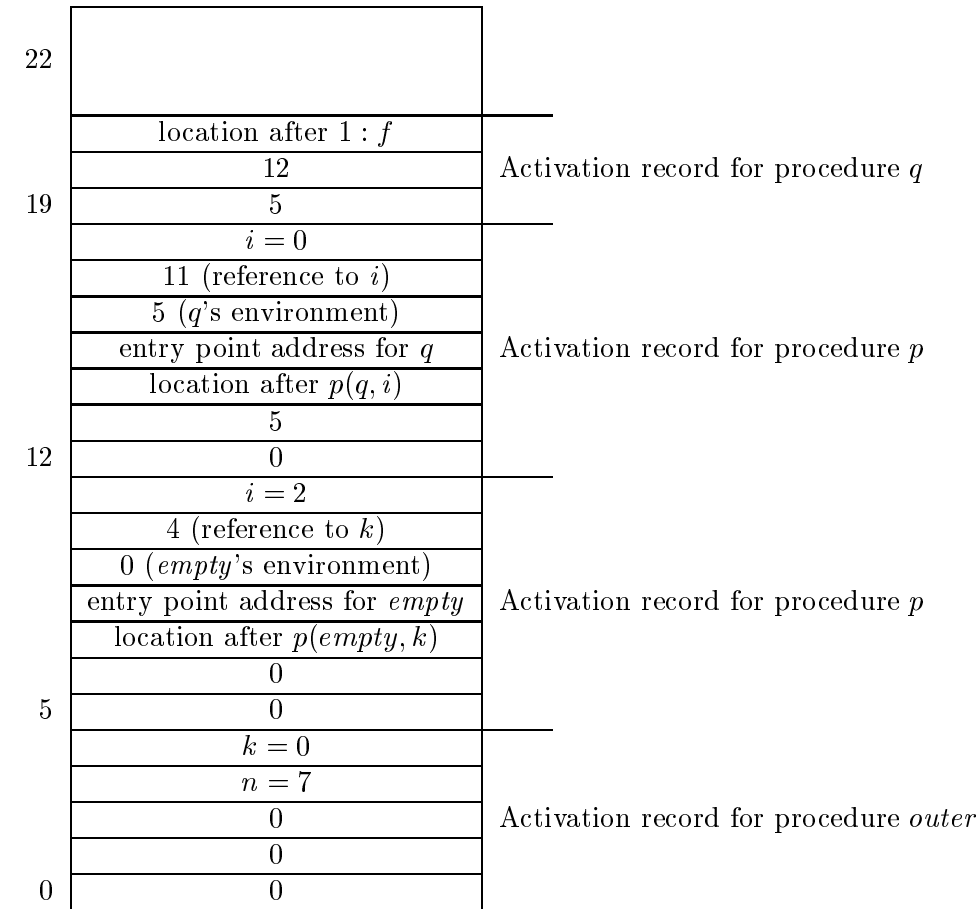 22
location after 1 : f
12 Activation record for procedure q
19 5
i = 0
11 (reference to i)
5 (q's environment)
entry point address for q Activation record for procedure p
location after p(q, i)
5
12 0
i = 2
4 (reference to k)
0 (empty's environment)
entry point address for empty Activation record for procedure p
location after p(empty, k)
0
5 0
k = 0
n = 7
0 Activation record for procedure outer
0
0 0